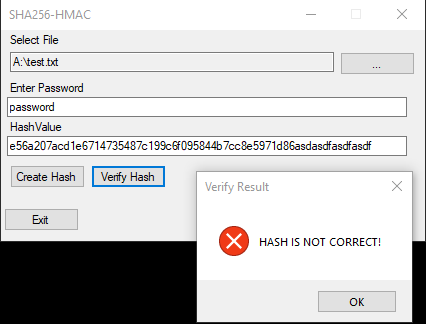 SHA256-HMAC
Select File
A:\test.txt
...
Enter Password
password
HashValue
e56a207acd1e6714735487c199c6f095844b7cc8e5971d86asdasdfasdfasdf
Create Hash
Verify Hash
Exit
Verify Result
HASH IS NOT CORRECT!
OK